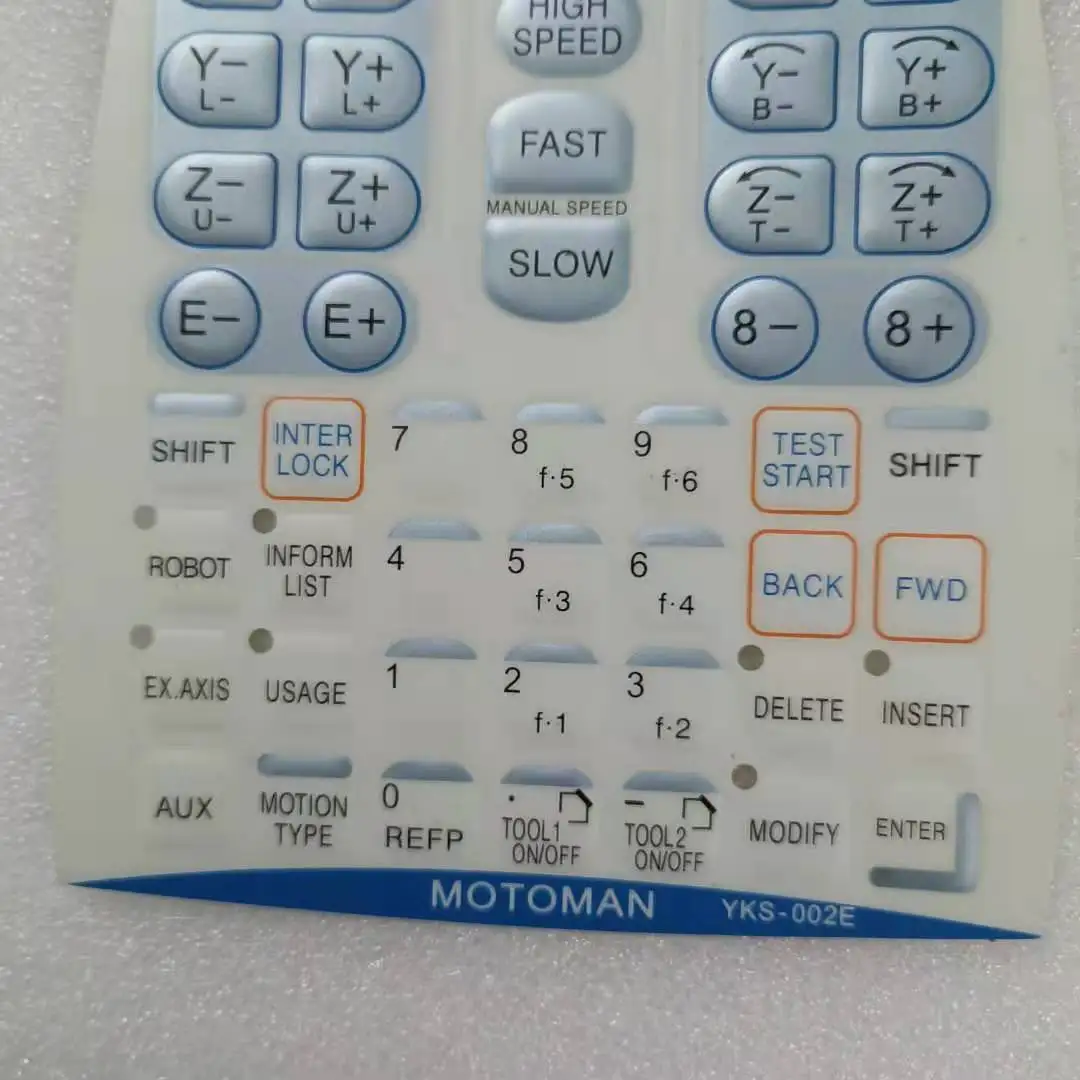 HIGH
SPEED
Y−
L−
Y+
L+
FAST
Y−
B−
Y+
B+
Z−
U−
Z+
U+
MANUAL SPEED
Z−
T−
Z+
T+
SLOW
E−
E+
8−
8+
SHIFT
INTER
LOCK
7
8
f·5
9
f·6
TEST
START
SHIFT
ROBOT
INFORM
LIST
4
5
f·3
6
f·4
BACK
FWD
EX.AXIS
USAGE
1
2
f·1
3
f·2
DELETE
INSERT
AUX
MOTION
TYPE
0
REFP
·
TOOL1
ON/OFF
−
TOOL2
ON/OFF
MODIFY
ENTER
MOTOMAN
YKS-002E